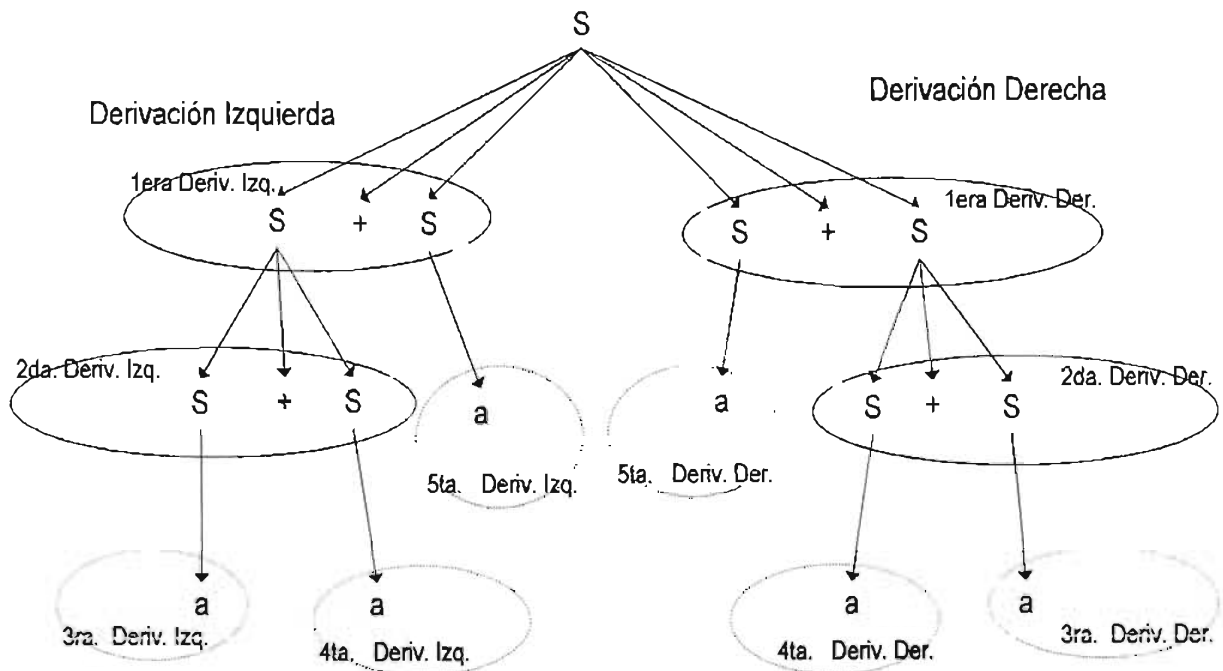 S
Derivación Izquierda
Derivación Derecha
1era Deriv. Izq.
S + S
1era Deriv. Der.
S + S
2da. Deriv. Izq.
S + S
a
5ta. Deriv. Izq.
a
5ta. Deriv. Der.
2da. Deriv. Der.
S + S
a
3ra. Deriv. Izq.
a
4ta. Deriv. Izq.
a
4ta. Deriv. Der.
a
3ra. Deriv. Der.